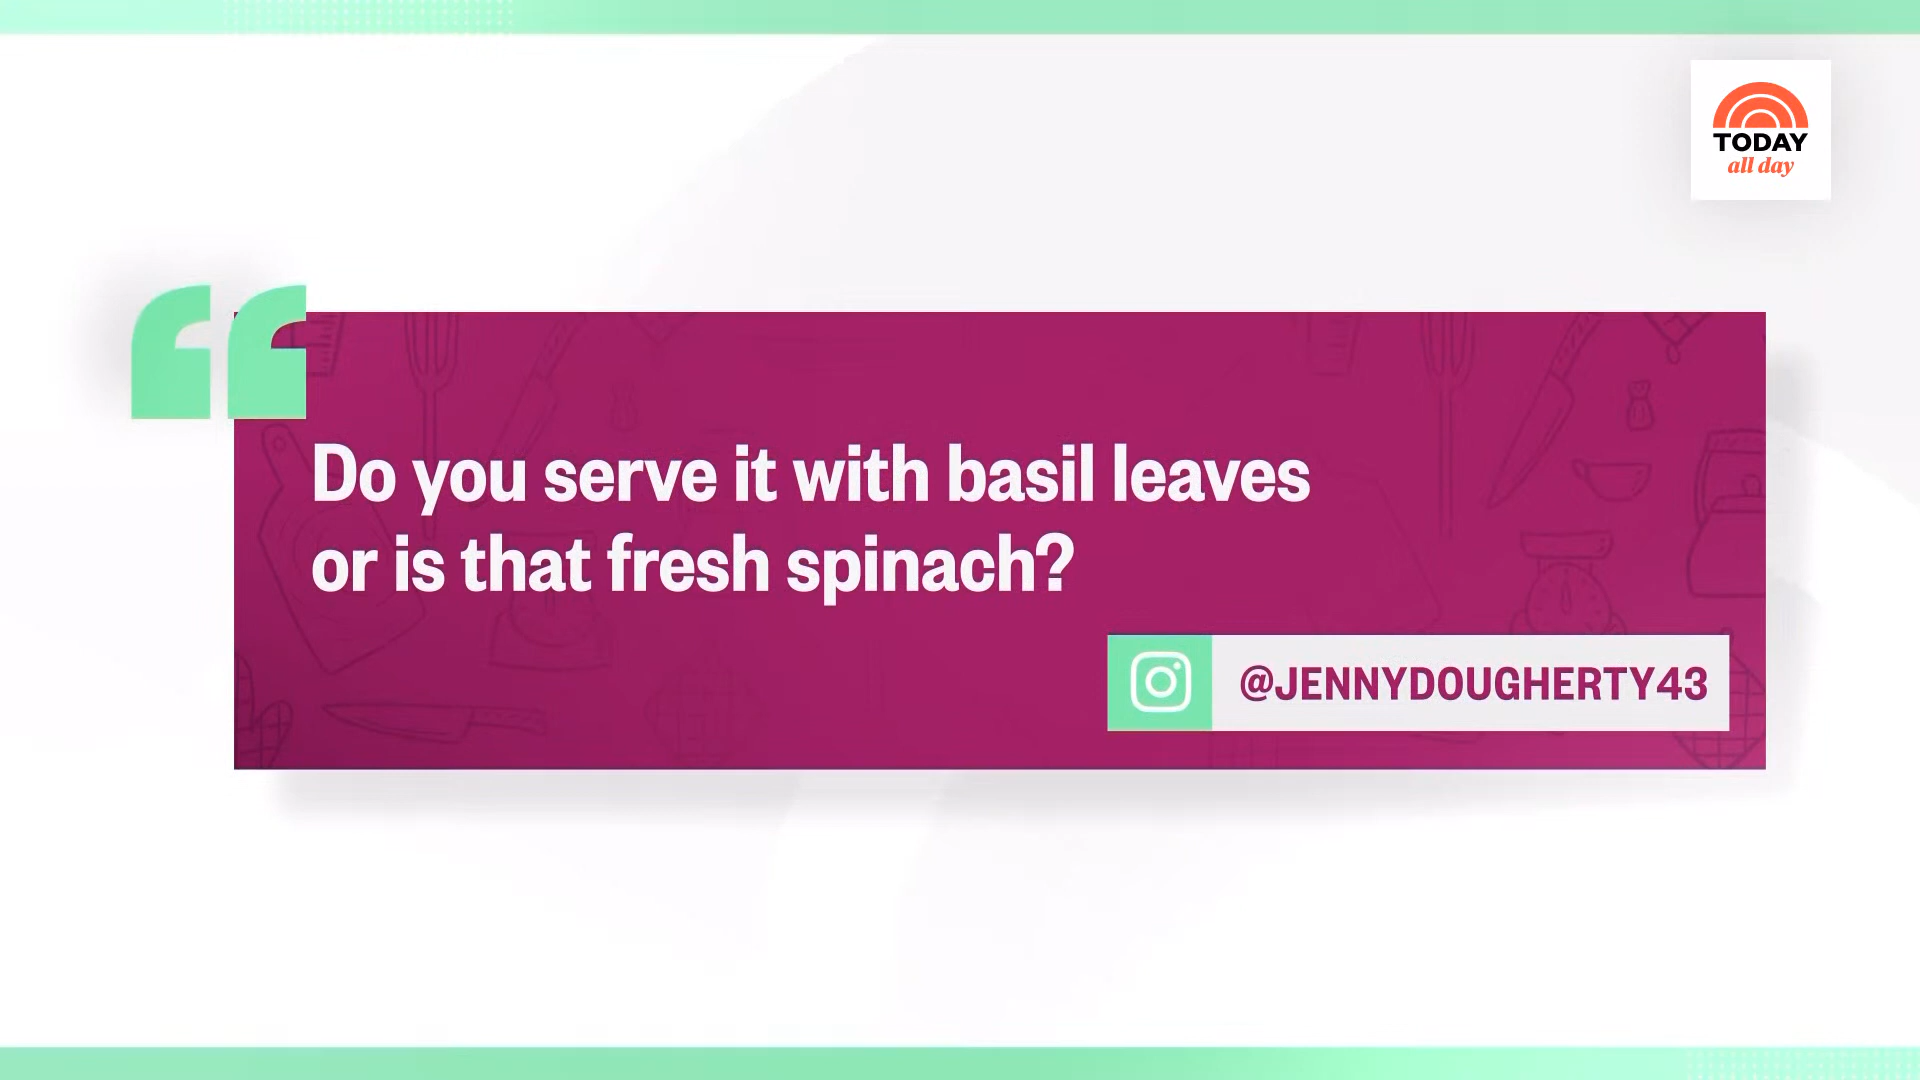 TODAY
all day
Do you serve it with basil leaves
or is that fresh spinach?
@JENNYDOUGHERTY43